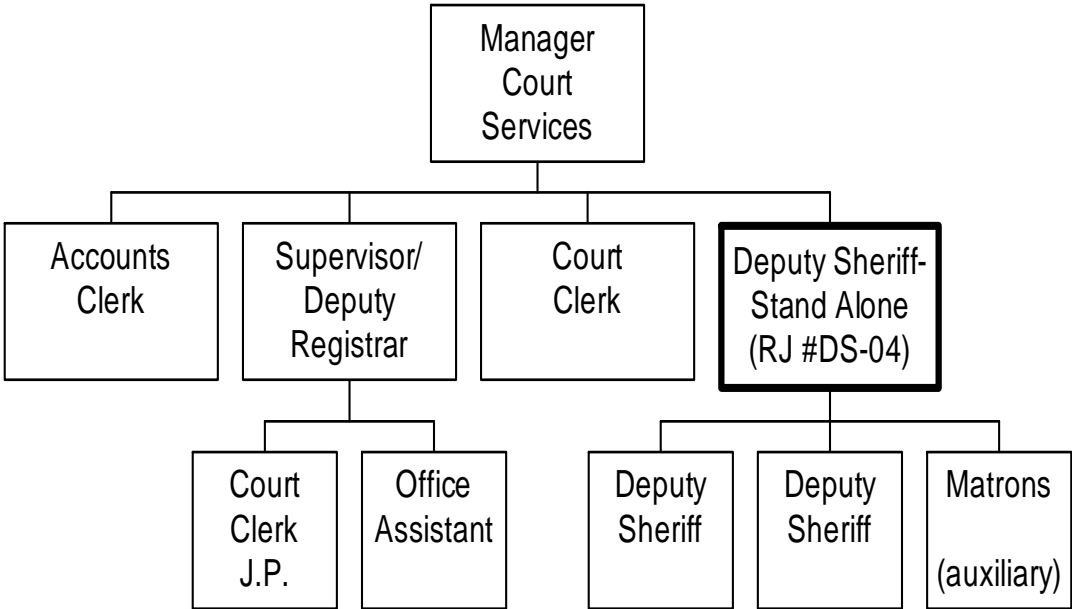 Manager
Court
Services
Accounts
Clerk
Supervisor/
Deputy
Registrar
Court
Clerk
Deputy Sheriff-
Stand Alone
(RJ #DS-04)
Court
Clerk
J.P.
Office
Assistant
Deputy
Sheriff
Deputy
Sheriff
Matrons
(auxiliary)